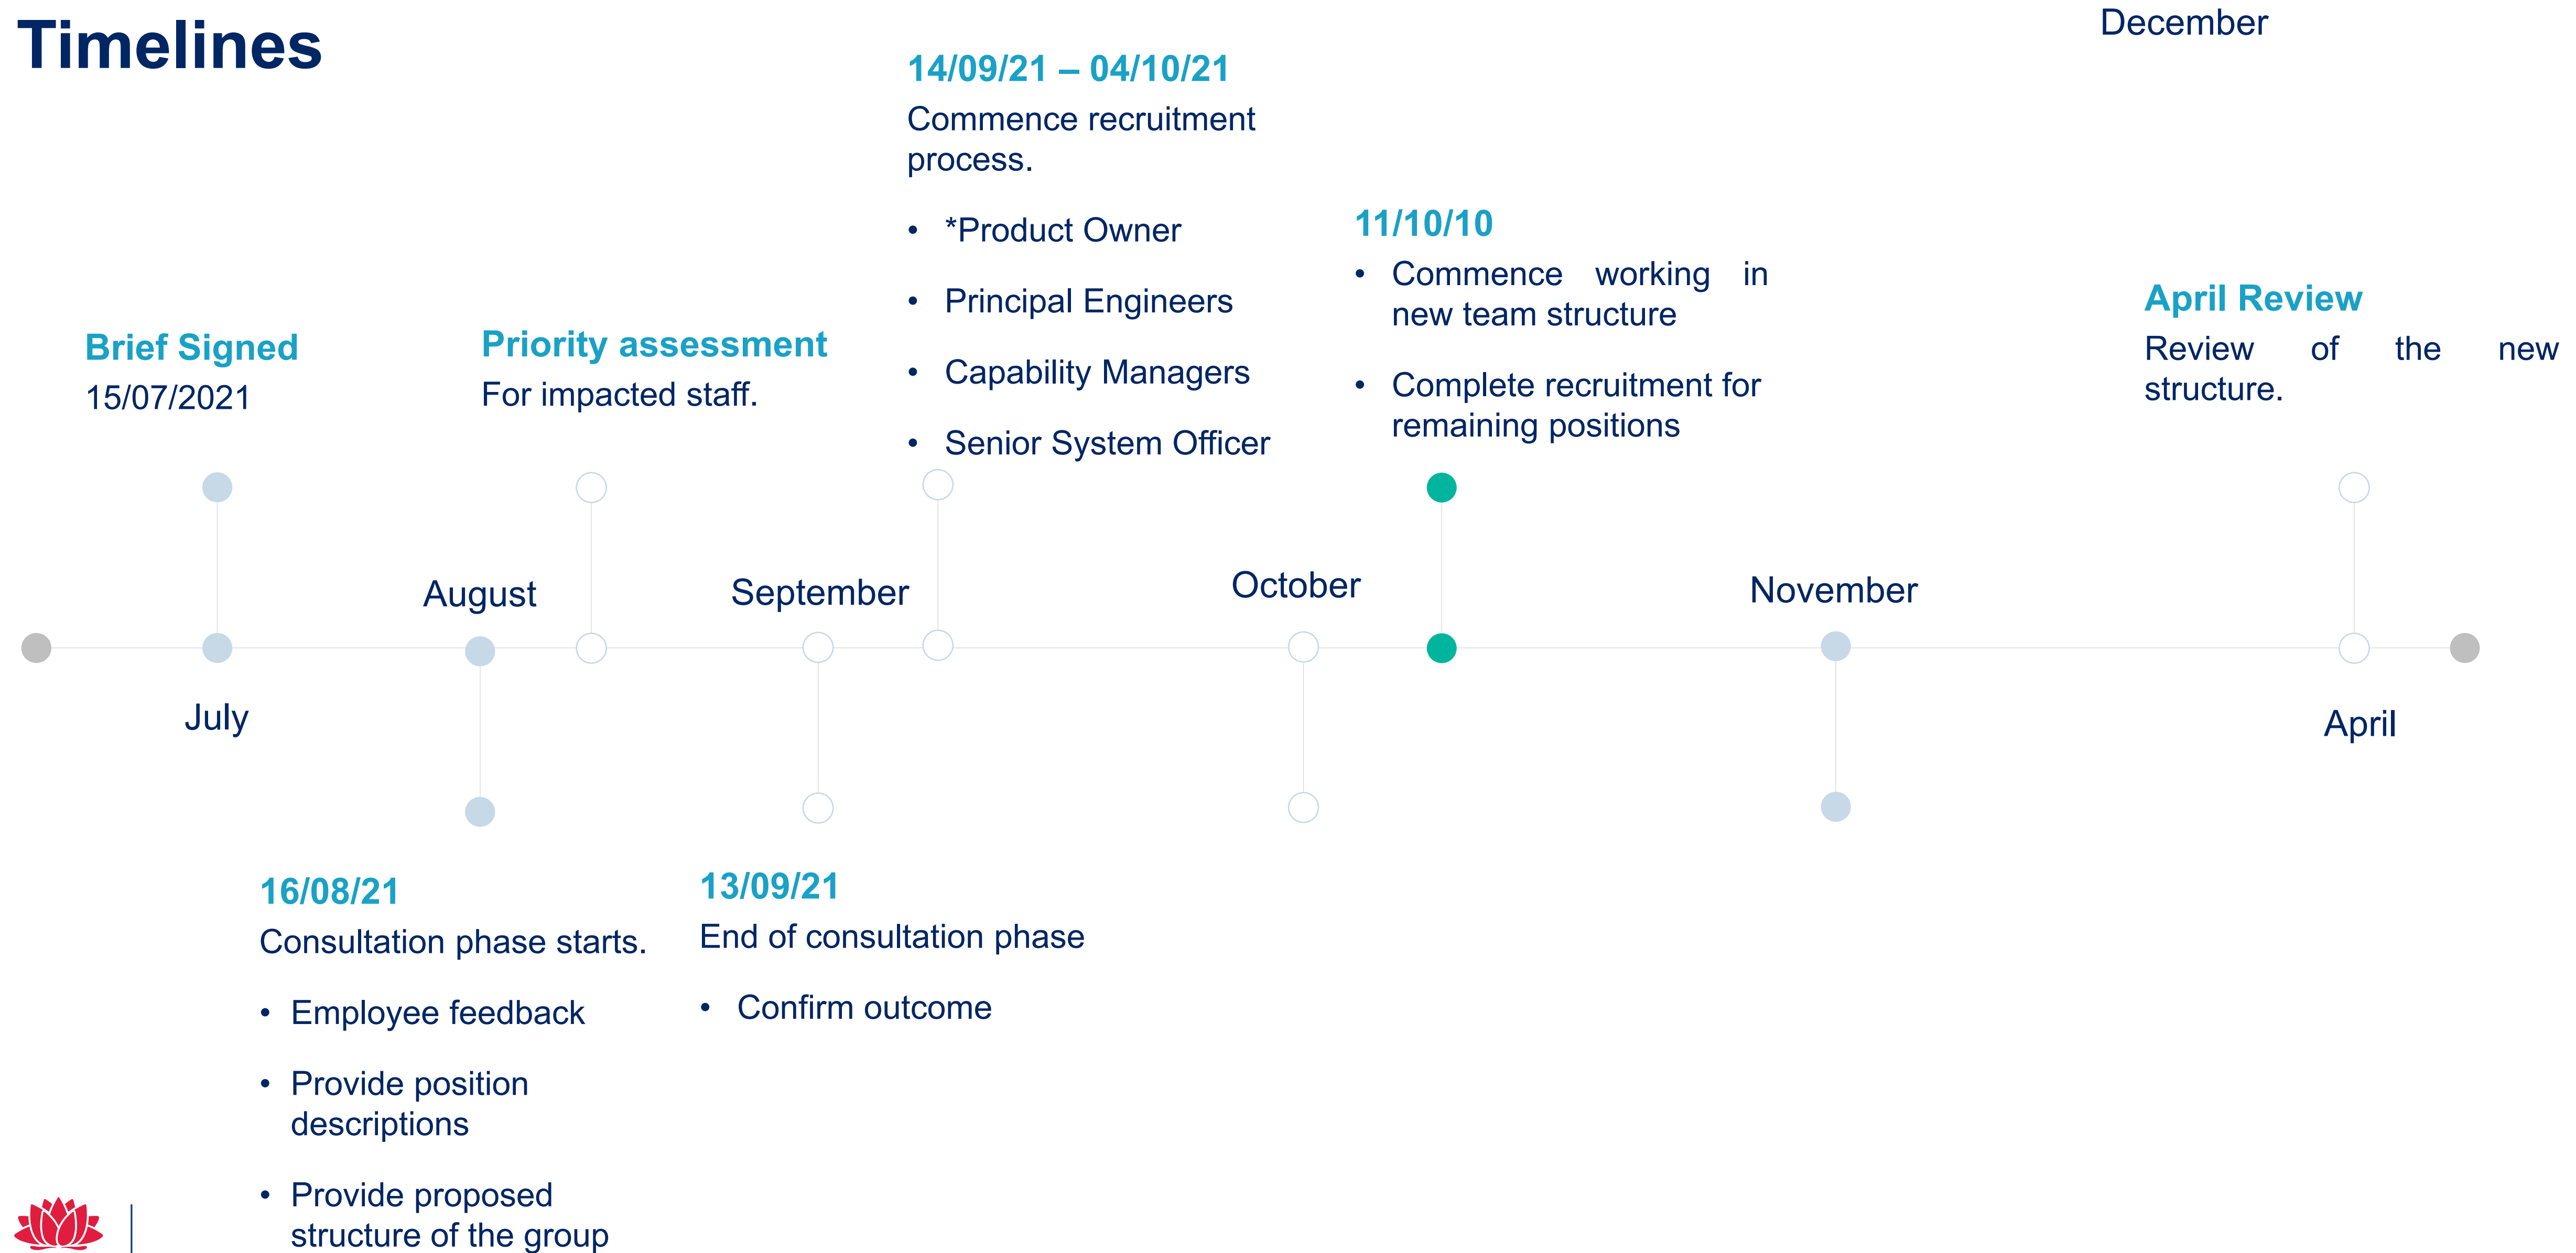 Timelines
December
14/09/21 – 04/10/21
Commence recruitment
process.
• *Product Owner
• Principal Engineers
• Capability Managers
• Senior System Officer
11/10/10
• Commence working in
new team structure
• Complete recruitment for
remaining positions
April Review
Review of the new
structure.
Brief Signed
15/07/2021
Priority assessment
For impacted staff.
August
September
October
November
July
April
16/08/21
Consultation phase starts.
• Employee feedback
• Provide position
descriptions
• Provide proposed
structure of the group
13/09/21
End of consultation phase
• Confirm outcome